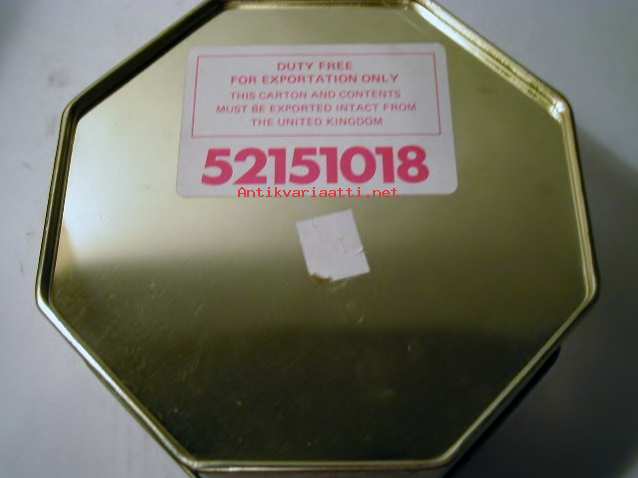 DUTY FREE
FOR EXPORTATION ONLY
THIS CARTON AND CONTENTS
MUST BE EXPORTED INTACT FROM
THE UNITED KINGDOM
52151018
Antikvariaatti.net